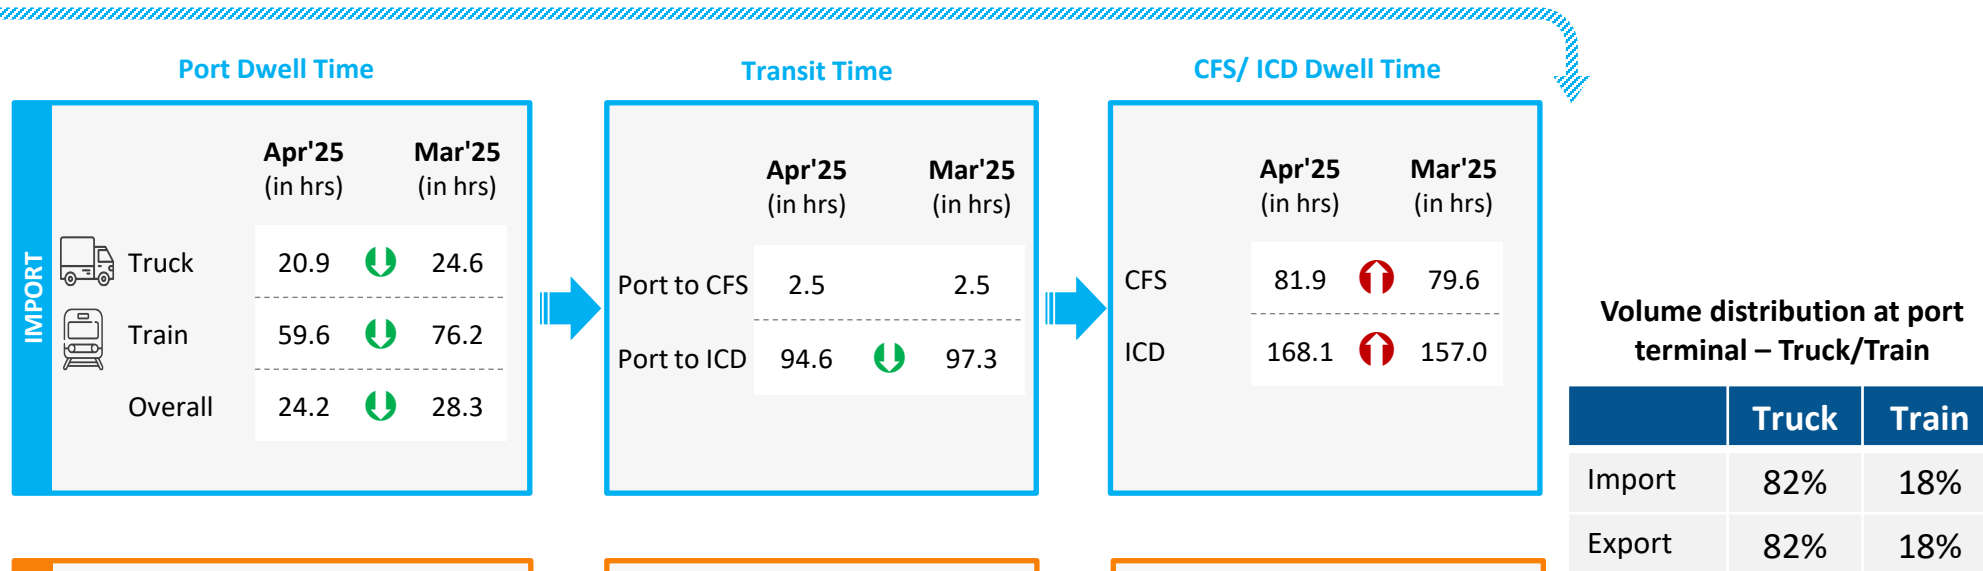 Port Dwell Time
Transit Time
CFS/ ICD Dwell Time
IMPORT
Apr'25 Mar'25
(in hrs) (in hrs)
Truck 20.9 24.6
Train 59.6 76.2
Overall 24.2 28.3
Apr'25 Mar'25
(in hrs) (in hrs)
Port to CFS 2.5 2.5
Port to ICD 94.6 97.3
Apr'25 Mar'25
(in hrs) (in hrs)
CFS 81.9 79.6
ICD 168.1 157.0
Volume distribution at port
terminal – Truck/Train
Truck Train
Import 82% 18%
Export 82% 18%